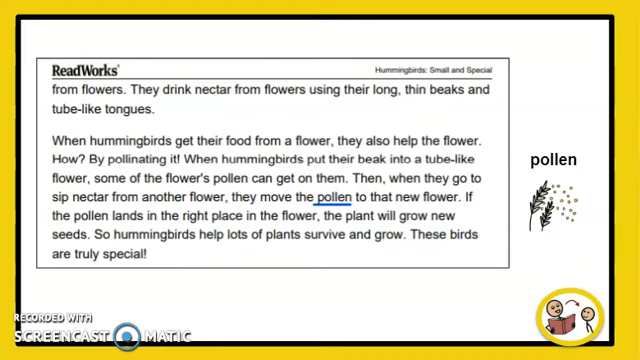 ReadWorks®
Hummingbirds: Small and Special
from flowers. They drink nectar from flowers using their long, thin beaks and
tube-like tongues.
When hummingbirds get their food from a flower, they also help the flower.
How? By pollinating it! When hummingbirds put their beak into a tube-like
flower, some of the flower's pollen can get on them. Then, when they go to
sip nectar from another flower, they move the pollen to that new flower. If
the pollen lands in the right place in the flower, the plant will grow new
seeds. So hummingbirds help lots of plants survive and grow. These birds
are truly special!
pollen
RECORDED WITH
SCREENCAST MATIC